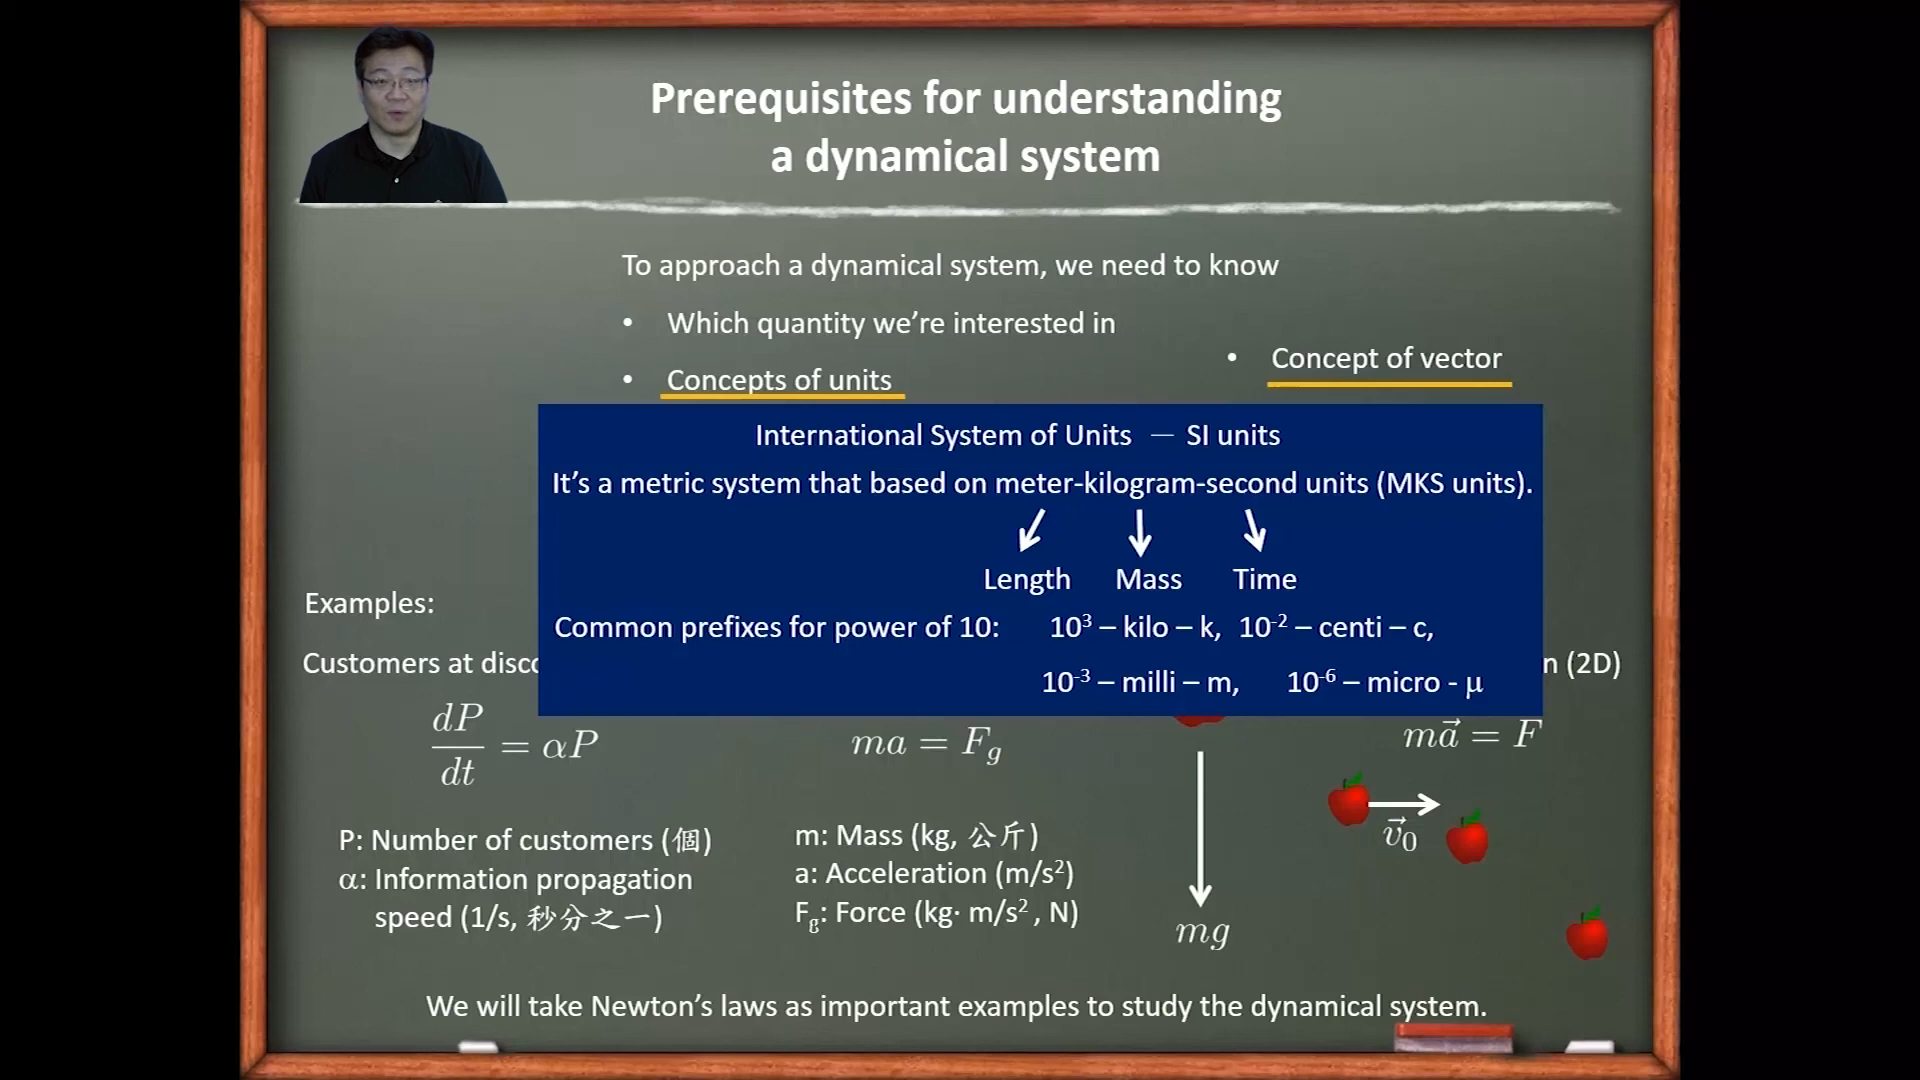 Prerequisites for understanding
a dynamical system
To approach a dynamical system, we need to know
• Which quantity we're interested in
• Concepts of units
• Concept of vector
International System of Units — SI units
It's a metric system that based on meter-kilogram-second units (MKS units).
Length Mass Time
Common prefixes for power of 10: 10³ – kilo – k, 10⁻² – centi – c,
10⁻³ – milli – m, 10⁻⁶ – micro - μ
Examples:
Customers at disco
n (2D)
dP/dt = αP
ma = F_g
ma⃗ = F
P: Number of customers (個)
α: Information propagation
speed (1/s, 秒分之一)
m: Mass (kg, 公斤)
a: Acceleration (m/s²)
F_g: Force (kg· m/s² , N)
mg
v⃗₀
We will take Newton's laws as important examples to study the dynamical system.